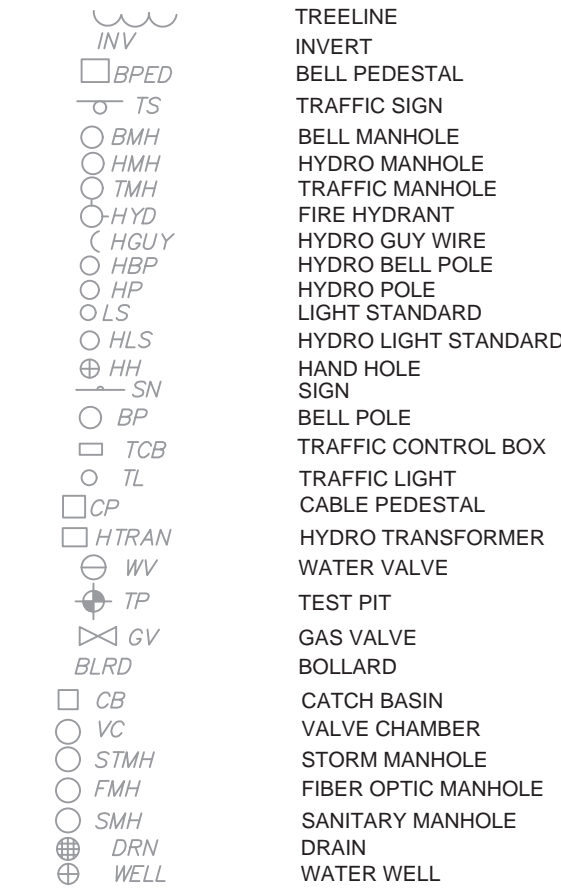 TREELINE
INV INVERT
BPED BELL PEDESTAL
TS TRAFFIC SIGN
BMH BELL MANHOLE
HMH HYDRO MANHOLE
TMH TRAFFIC MANHOLE
HYD FIRE HYDRANT
HGUY HYDRO GUY WIRE
HBP HYDRO BELL POLE
HP HYDRO POLE
LS LIGHT STANDARD
HLS HYDRO LIGHT STANDARD
HH HAND HOLE
SN SIGN
BP BELL POLE
TCB TRAFFIC CONTROL BOX
TL TRAFFIC LIGHT
CP CABLE PEDESTAL
HTRAN HYDRO TRANSFORMER
WV WATER VALVE
TP TEST PIT
GV GAS VALVE
BLRD BOLLARD
CB CATCH BASIN
VC VALVE CHAMBER
STMH STORM MANHOLE
FMH FIBER OPTIC MANHOLE
SMH SANITARY MANHOLE
DRN DRAIN
WELL WATER WELL